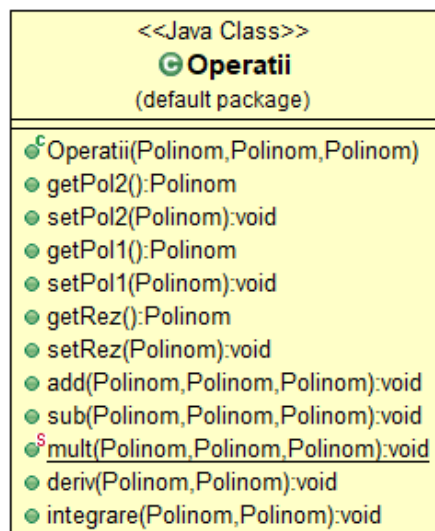 <<Java Class>>
C Operatii
(default package)
C Operatii(Polinom,Polinom,Polinom)
getPol2():Polinom
setPol2(Polinom):void
getPol1():Polinom
setPol1(Polinom):void
getRez():Polinom
setRez(Polinom):void
add(Polinom,Polinom,Polinom):void
sub(Polinom,Polinom,Polinom):void
S mult(Polinom,Polinom,Polinom):void
deriv(Polinom,Polinom):void
integrare(Polinom,Polinom):void